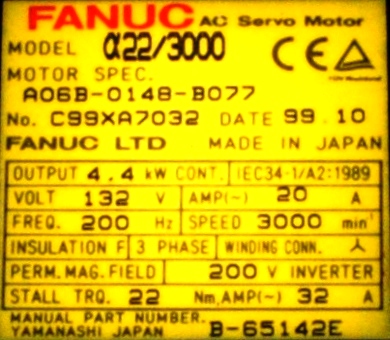 FANUC AC Servo Motor
MODEL α22/3000
MOTOR SPEC.
A06B-0148-B077
No. C99XA7032 DATE 99.10
FANUC LTD MADE IN JAPAN
OUTPUT 4.4 kW CONT. IEC34-1/A2:1989
VOLT 132 V AMP(~) 20 A
FREQ. 200 Hz SPEED 3000 min⁻¹
INSULATION F 3 PHASE WINDING CONN. 人
PERM.MAG.FIELD 200 V INVERTER
STALL TRQ. 22 Nm,AMP(~) 32 A
MANUAL PART NUMBER.
YAMANASHI JAPAN B-65142E